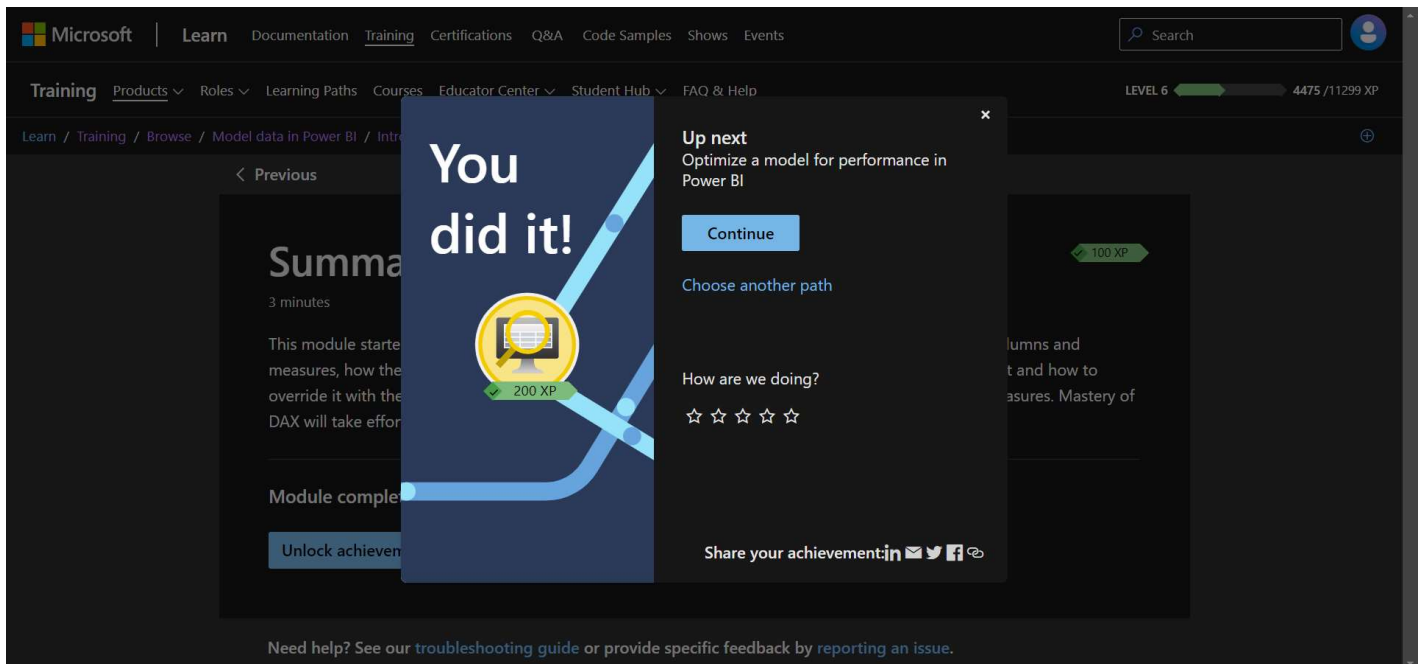 Microsoft Learn Documentation Training Certifications Q&A Code Samples Shows Events Search
Training Products Roles Learning Paths Courses Educator Center Student Hub FAQ & Help LEVEL 6 4475 /11299 XP
Learn / Training / Browse / Model data in Power BI / Intr
Previous
Summa
3 minutes
100 XP
This module starte lumns and
measures, how the t and how to
override it with the asures. Mastery of
DAX will take effor
Module comple
Unlock achieven
You
did it!
200 XP
Up next
Optimize a model for performance in
Power BI
Continue
Choose another path
How are we doing?
Share your achievement:
Need help? See our troubleshooting guide or provide specific feedback by reporting an issue.